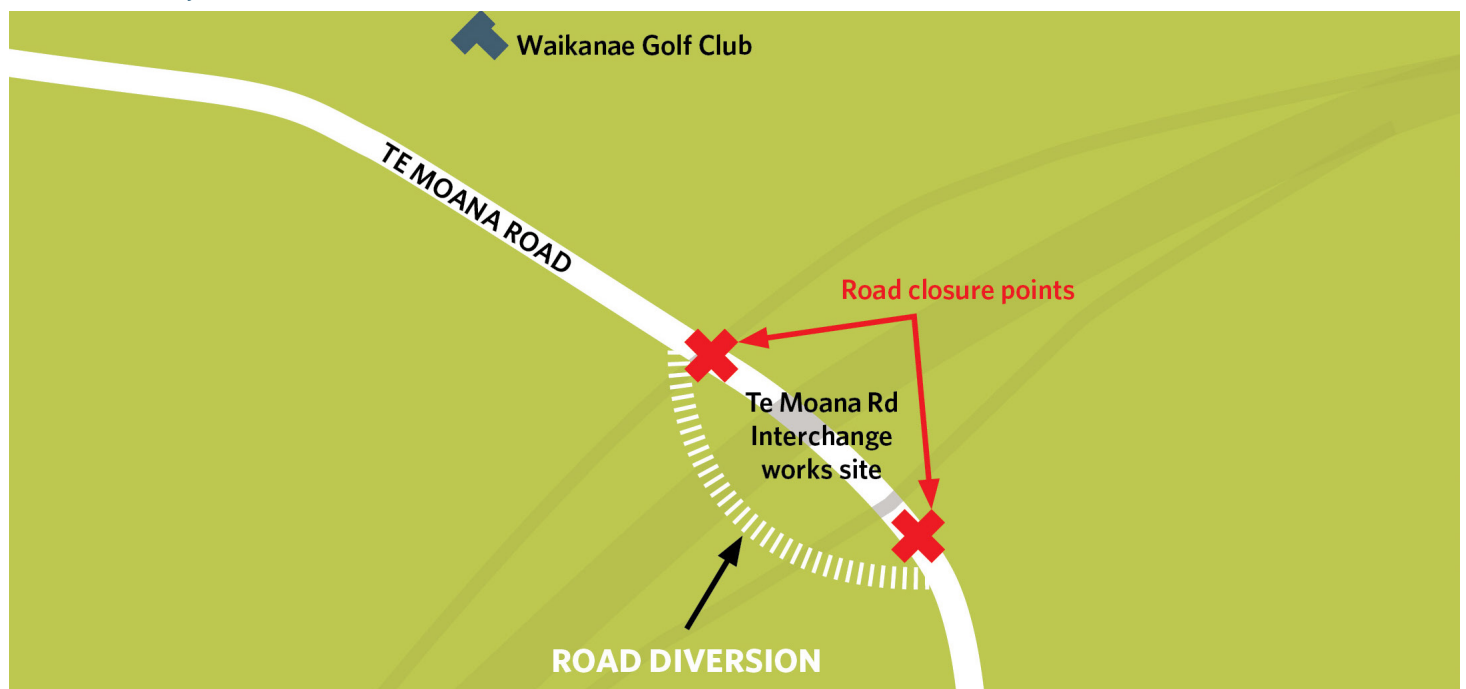 Waikanae Golf Club
TE MOANA ROAD
Road closure points
Te Moana Rd
Interchange
works site
ROAD DIVERSION